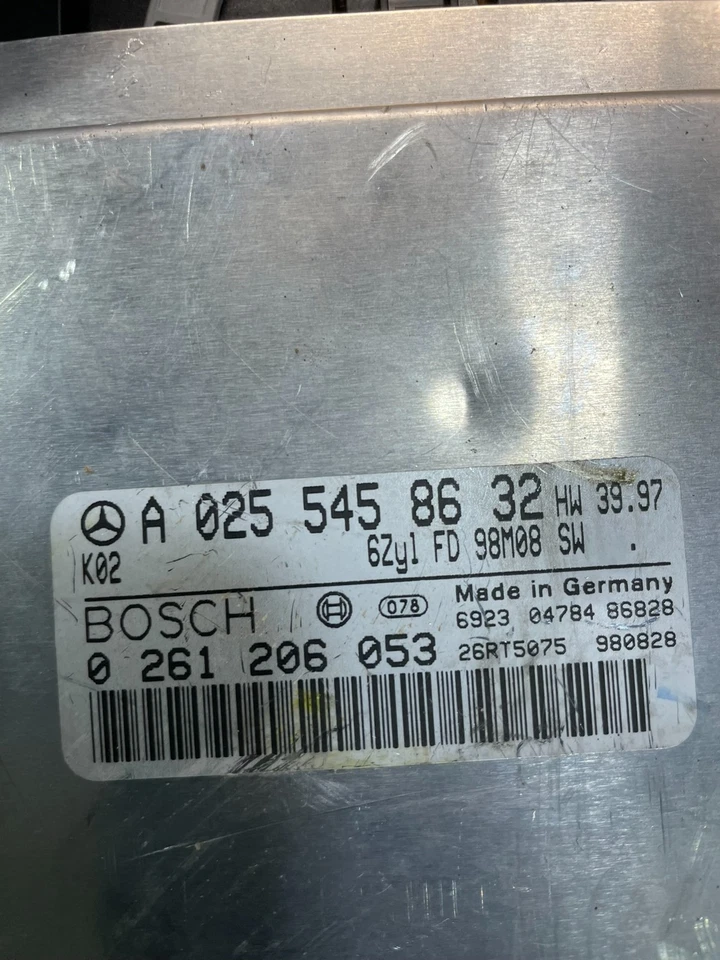 A 025 545 86 32 HW 39.97
K02 6Zyl FD 98M08 SW .
BOSCH 078 Made in Germany
6923 04784 86828
0 261 206 053 26RT5075 980828